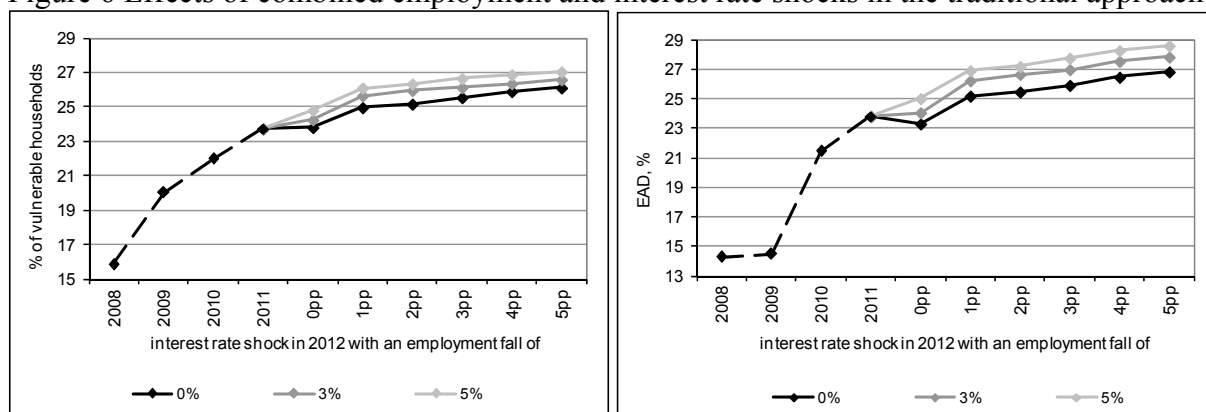 Figure 6 Effects of combined employment and interest rate shocks in the traditional approach
29
27
25
23
21
19
17
15
% of vulnerable households
2008
2009
2010
2011
0pp
1pp
2pp
3pp
4pp
5pp
interest rate shock in 2012 with an employment fall of
0% 3% 5%
29
27
25
23
21
19
17
15
13
EAD, %
2008
2009
2010
2011
0pp
1pp
2pp
3pp
4pp
5pp
interest rate shock in 2012 with an employment fall of
0% 3% 5%